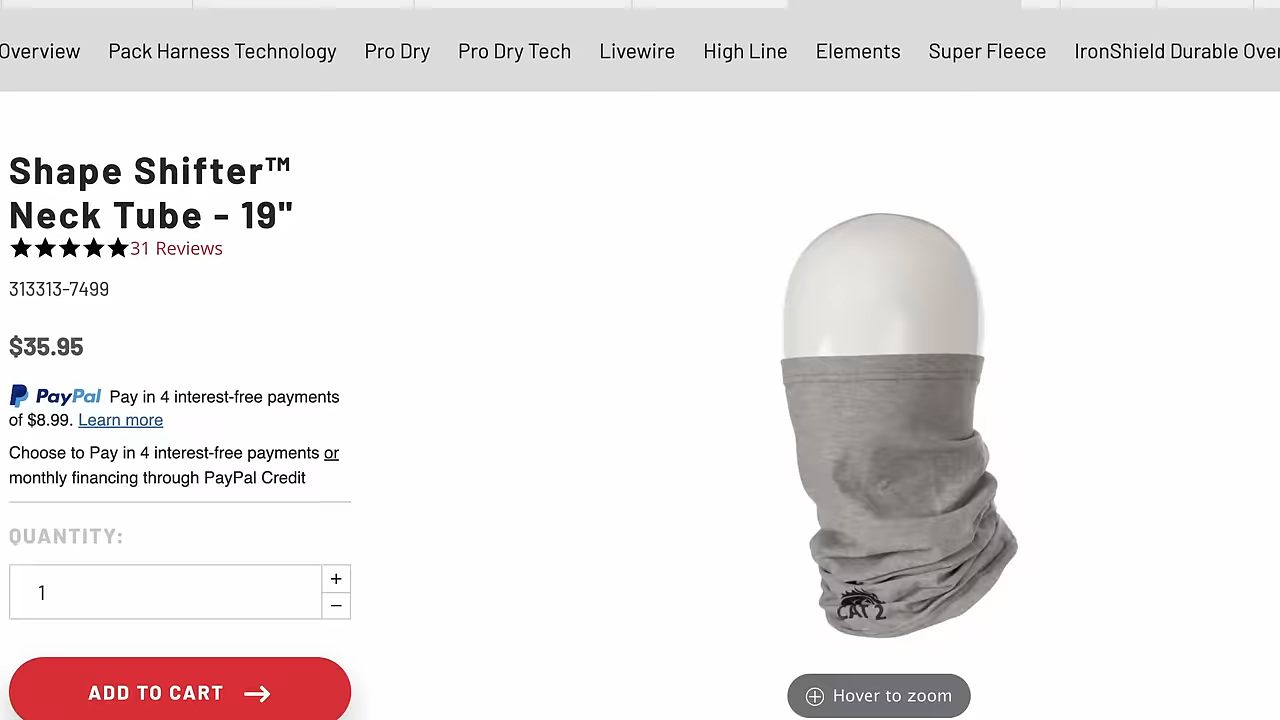 Overview Pack Harness Technology Pro Dry Pro Dry Tech Livewire High Line Elements Super Fleece IronShield Durable Over
Shape Shifter™
Neck Tube - 19"
31 Reviews
313313-7499
$35.95
PayPal Pay in 4 interest-free payments
of $8.99. Learn more
Choose to Pay in 4 interest-free payments or
monthly financing through PayPal Credit
QUANTITY:
1
+
−
ADD TO CART →
CAT 2
Hover to zoom